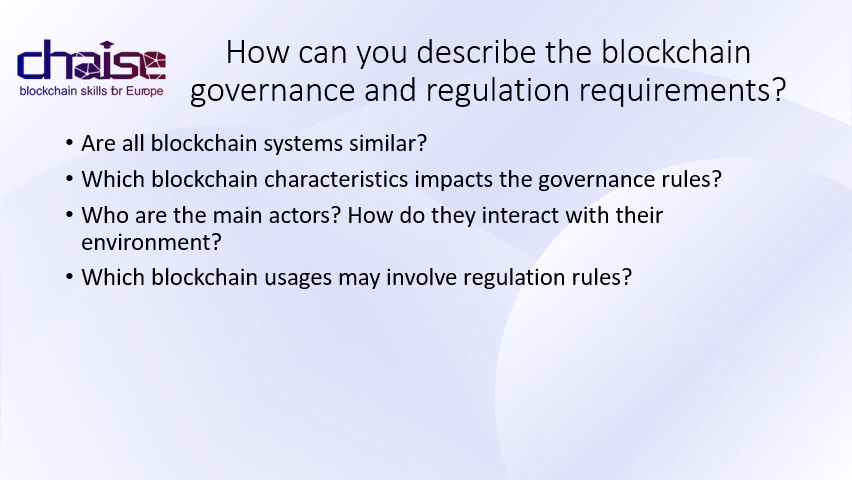 chaise
blockchain skills for Europe
How can you describe the blockchain
governance and regulation requirements?
• Are all blockchain systems similar?
• Which blockchain characteristics impacts the governance rules?
• Who are the main actors? How do they interact with their
environment?
• Which blockchain usages may involve regulation rules?